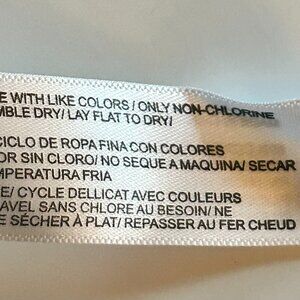 E WITH LIKE COLORS / ONLY NON-CHLORINE
MBLE DRY/ LAY FLAT TO DRY/
CICLO DE ROPA FINA CON COLORES
OR SIN CLORO/ NO SEQUE A MAQUINA/ SECAR
MPERATURA FRIA
E/ CYCLE DELLICAT AVEC COULEURS
AVEL SANS CHLORE AU BESOIN/ NE
E SÈCHER À PLAT/ REPASSER AU FER CHEUD